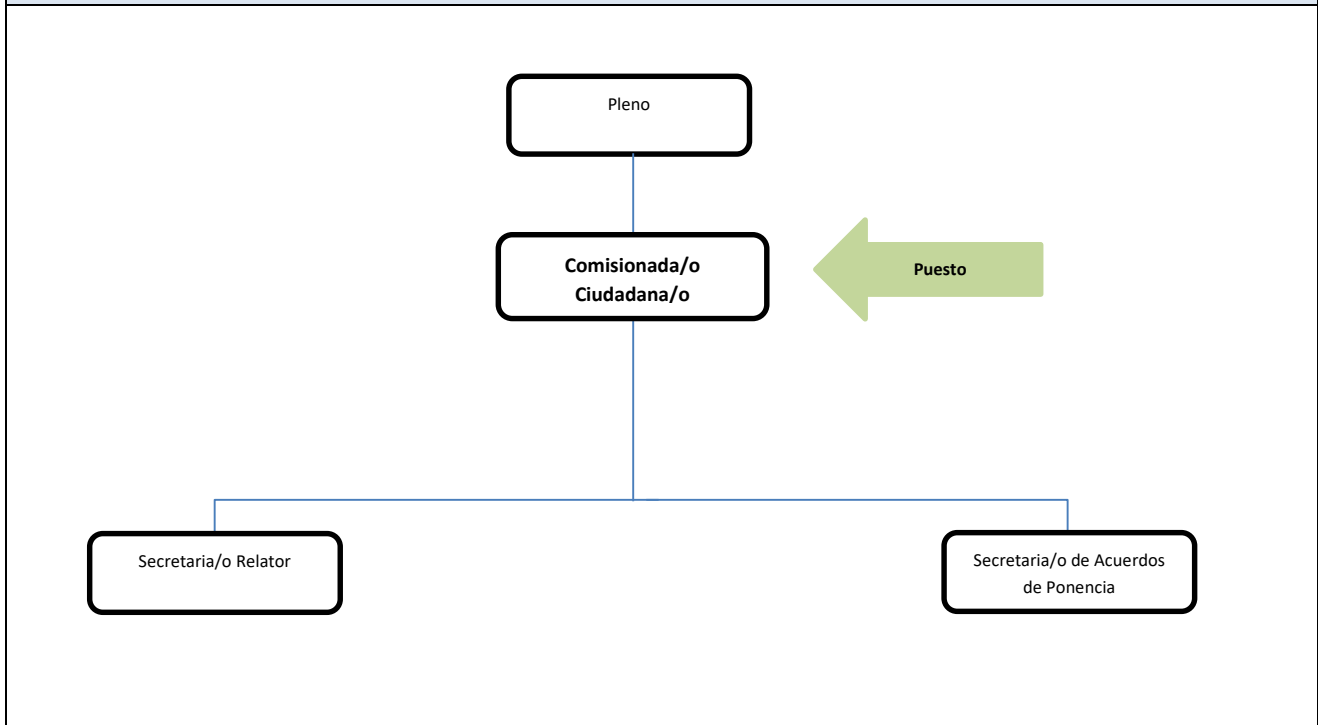 Pleno
Comisionada/o
Ciudadana/o
Puesto
Secretaria/o Relator
Secretaria/o de Acuerdos
de Ponencia